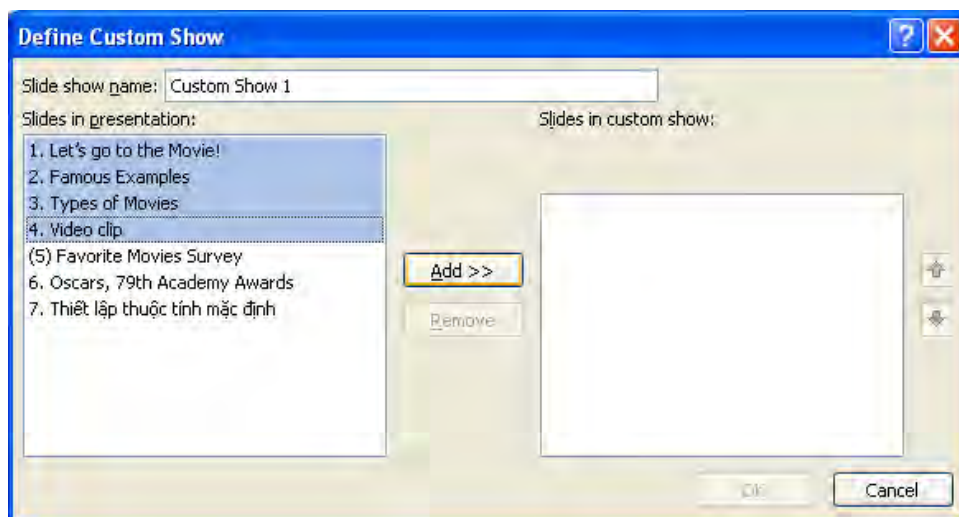 Define Custom Show
Slide show name: Custom Show 1
Slides in presentation:
Slides in custom show:
1. Let's go to the Movie!
2. Famous Examples
3. Types of Movies
4. Video clip
(5) Favorite Movies Survey
6. Oscars, 79th Academy Awards
7. Thiết lập thuộc tính mặc định
Add >>
Remove
OK
Cancel